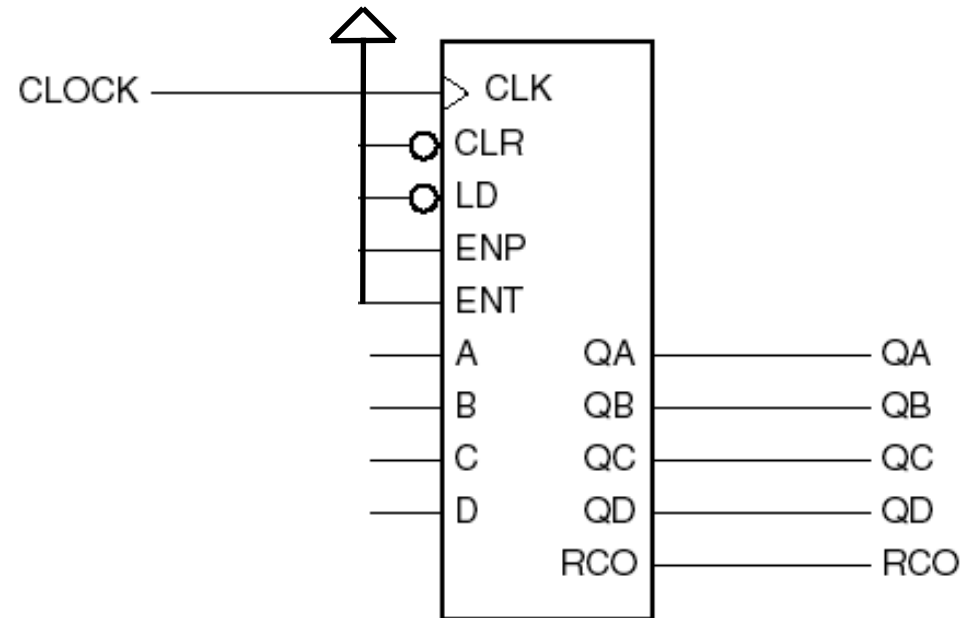 CLOCK CLK
CLR
LD
ENP
ENT
A QA QA
B QB QB
C QC QC
D QD QD
RCO RCO